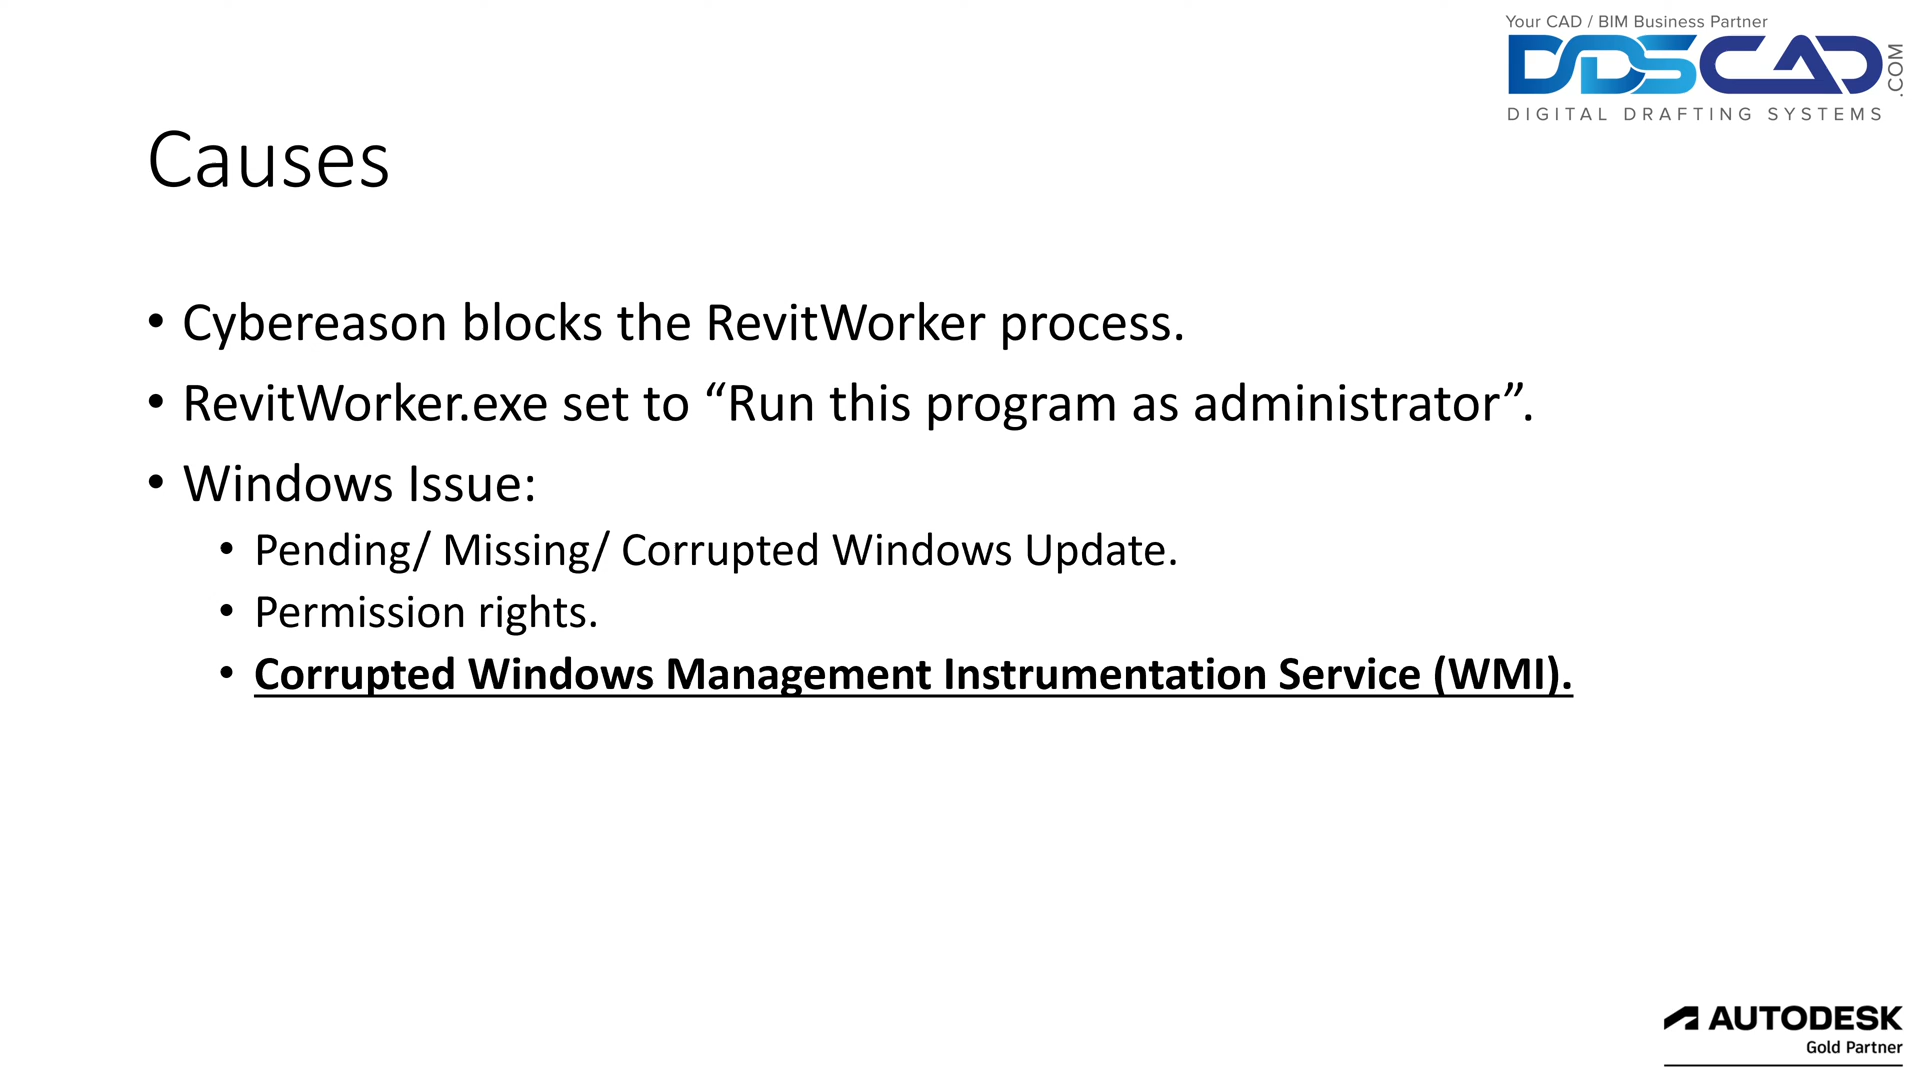 Your CAD / BIM Business Partner
DDSCAD
.COM
DIGITAL DRAFTING SYSTEMS
Causes
• Cybereason blocks the RevitWorker process.
• RevitWorker.exe set to “Run this program as administrator”.
• Windows Issue:
• Pending/ Missing/ Corrupted Windows Update.
• Permission rights.
• Corrupted Windows Management Instrumentation Service (WMI).
AUTODESK
Gold Partner